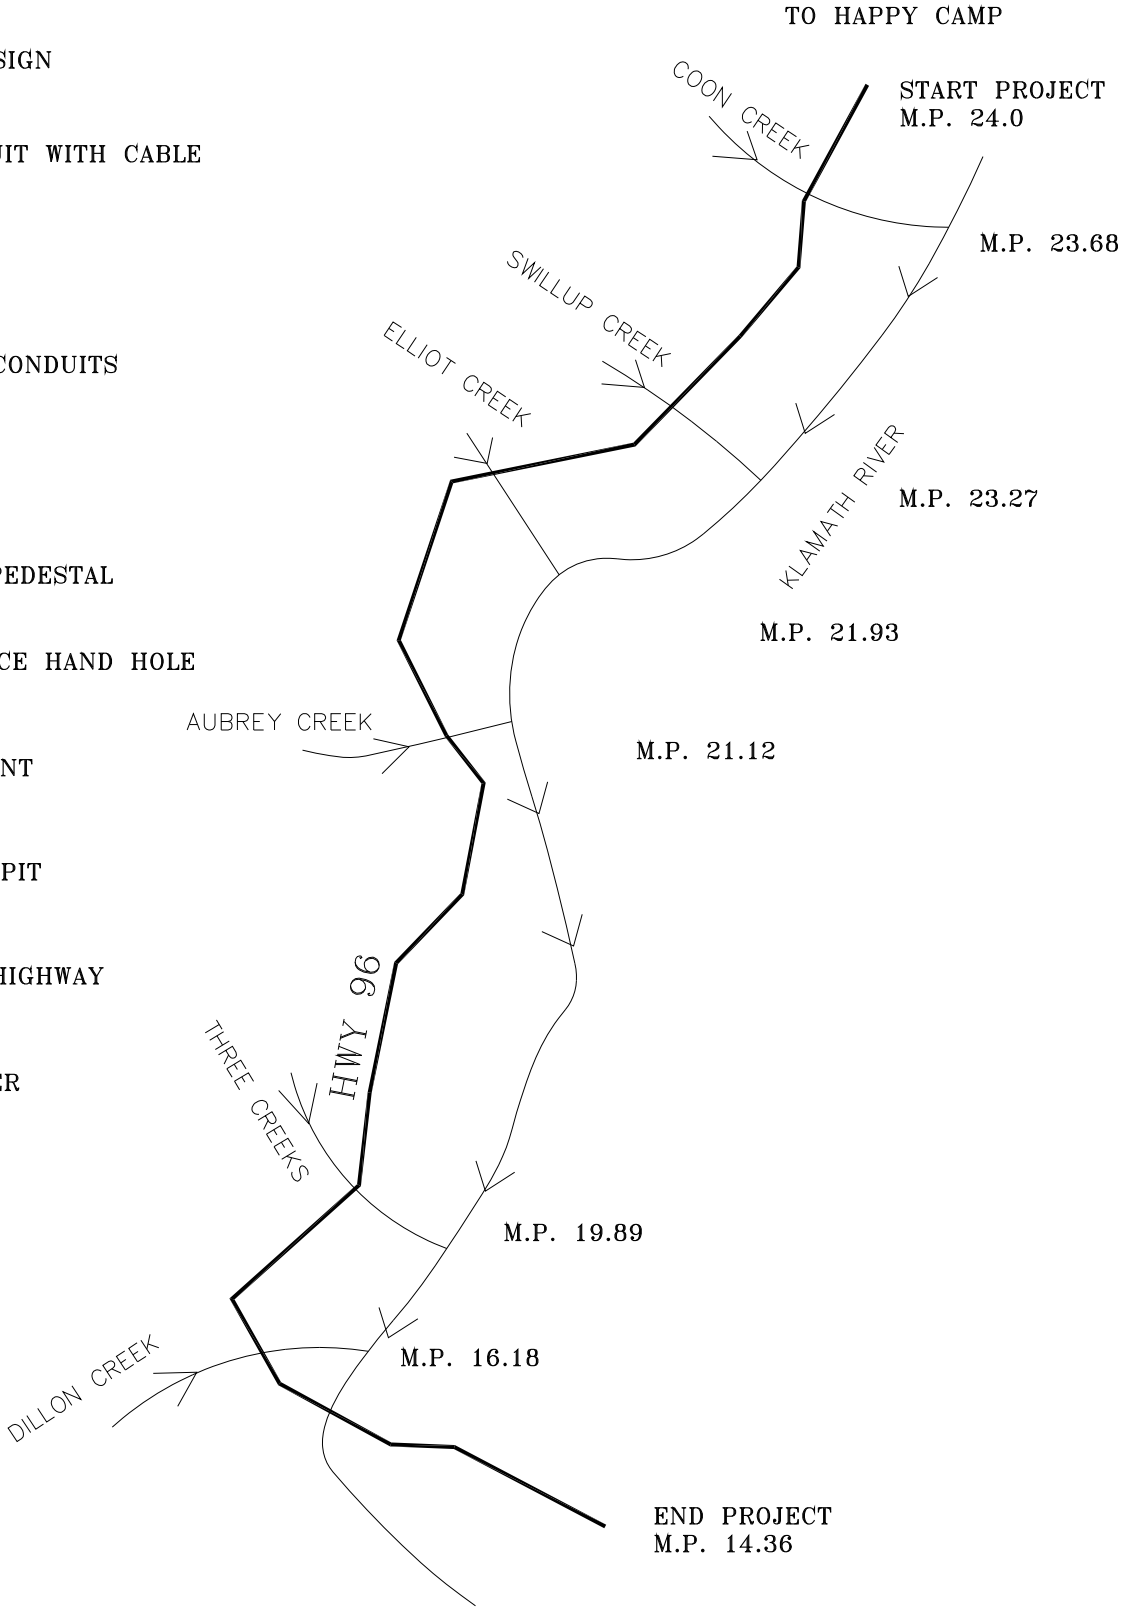 TO HAPPY CAMP
SIGN
COON CREEK
START PROJECT
M.P. 24.0
UIT WITH CABLE
M.P. 23.68
SWILLUP CREEK
ELLIOT CREEK
CONDUITS
KLAMATH RIVER
M.P. 23.27
PEDESTAL
M.P. 21.93
CE HAND HOLE
AUBREY CREEK
M.P. 21.12
NT
PIT
HWY 96
HIGHWAY
THREE CREEKS
ER
M.P. 19.89
DILLON CREEK
M.P. 16.18
END PROJECT
M.P. 14.36